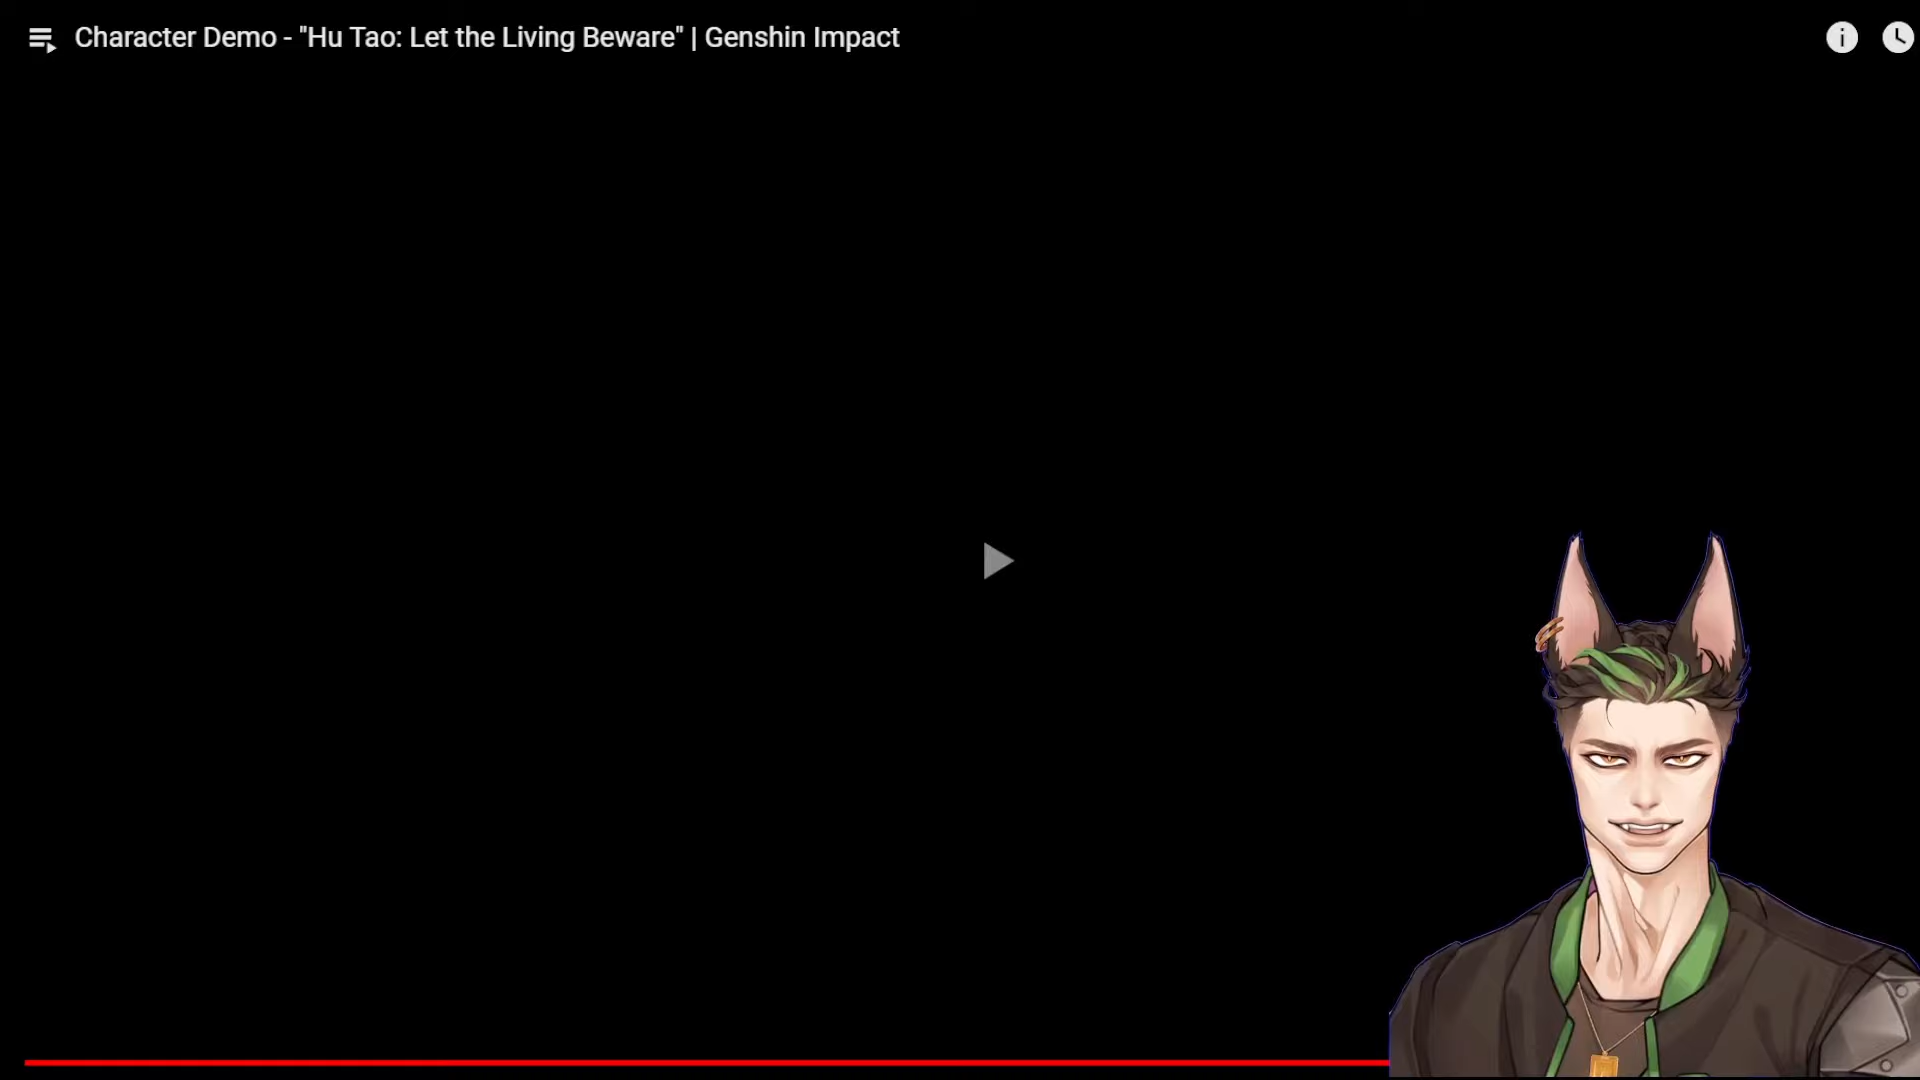 Character Demo - "Hu Tao: Let the Living Beware" | Genshin Impact